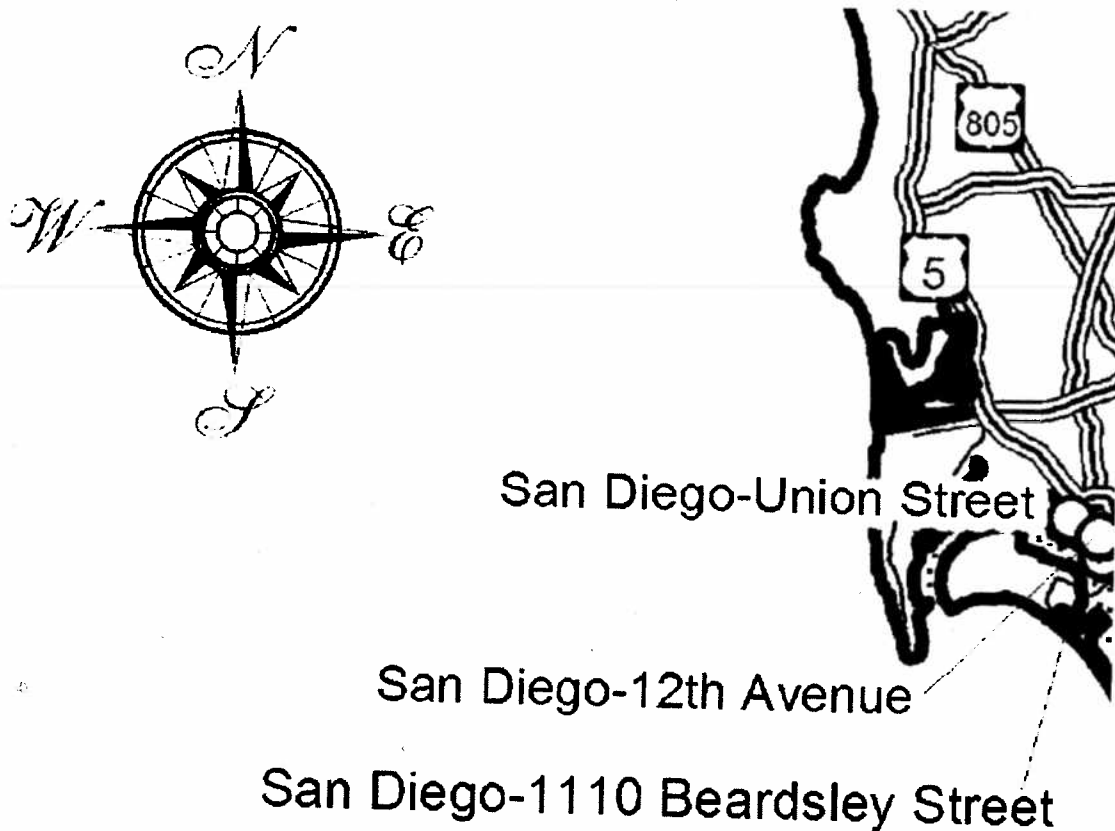 N
805
W E
5
S
San Diego-Union Street
San Diego-12th Avenue
San Diego-1110 Beardsley Street